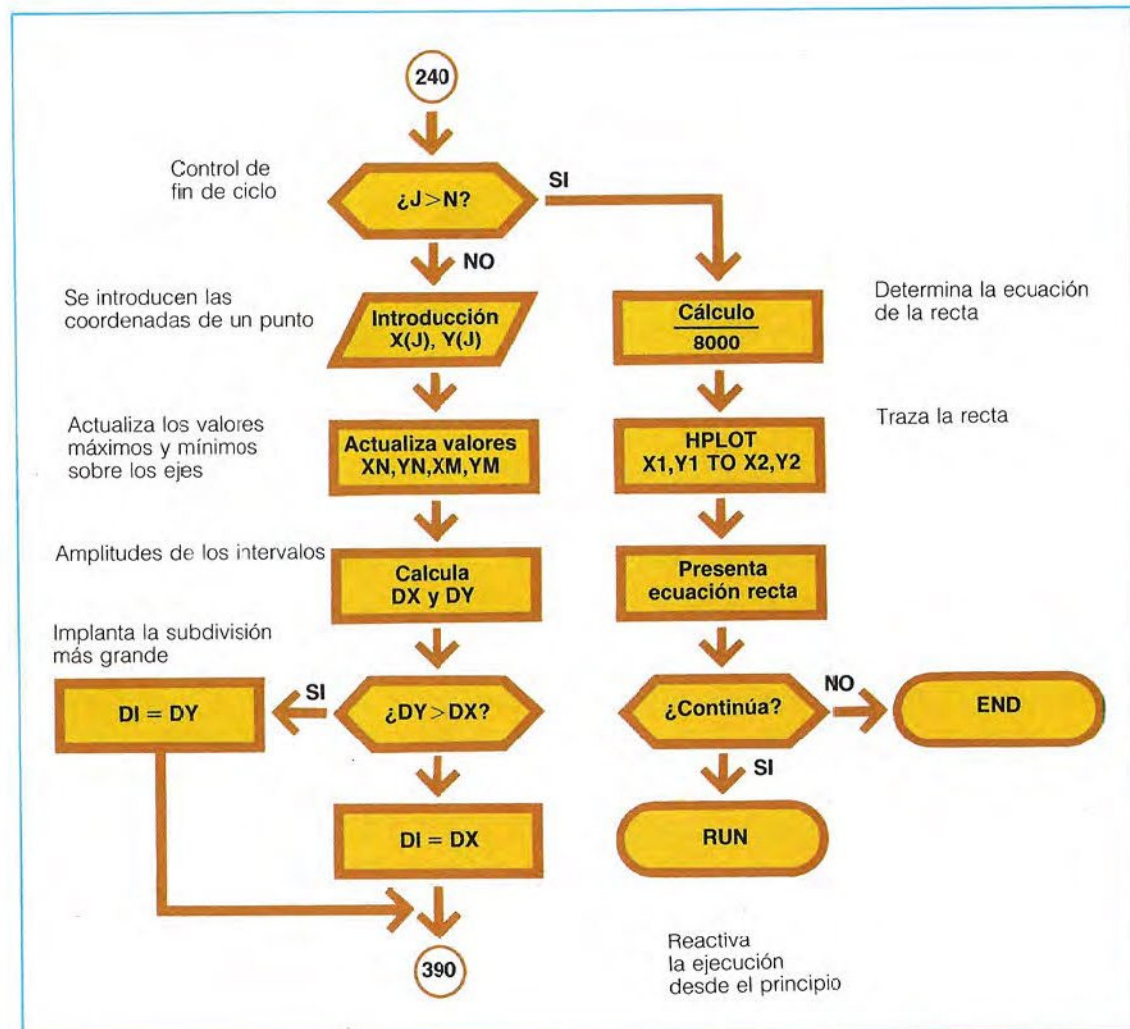 240
Control de
fin de ciclo
¿J>N?
SI
NO
Se introducen las
coordenadas de un punto
Introducción
X(J), Y(J)
Cálculo
8000
Determina la ecuación
de la recta
Actualiza los valores
máximos y mínimos
sobre los ejes
Actualiza valores
XN,YN,XM,YM
HPLOT
X1,Y1 TO X2,Y2
Traza la recta
Amplitudes de los intervalos
Calcula
DX y DY
Presenta
ecuación recta
Implanta la subdivisión
más grande
DI = DY
SI
¿DY>DX?
¿Continúa?
NO
END
SI
DI = DX
RUN
390
Reactiva
la ejecución
desde el principio